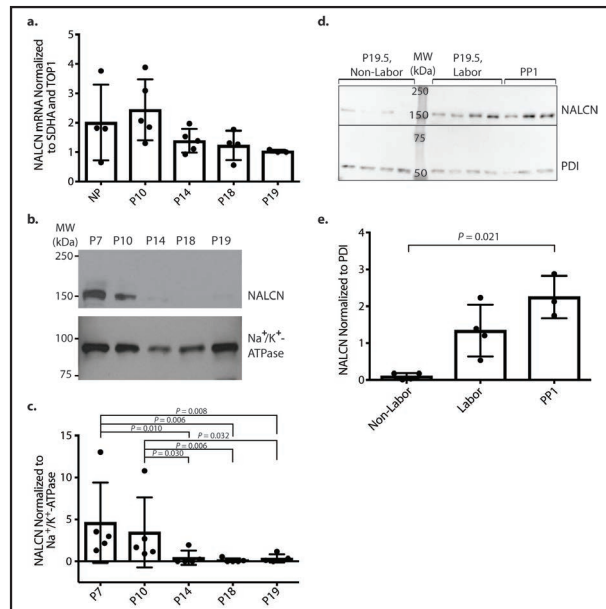 a.
NALCN mRNA Normalized
to SDHA and TOP1
5
4
3
2
1
0
NP
P10
P14
P18
P19
b.
MW
(kDa)
P7 P10 P14 P18 P19
250
150
NALCN
100
75
Na⁺/K⁺-
ATPase
c.
P = 0.008
P = 0.006
P = 0.010
P = 0.032
P = 0.006
P = 0.030
NALCN Normalized to
Na⁺/K⁺-ATPase
15
10
5
0
P7
P10
P14
P18
P19
d.
P19.5,
Non-Labor
MW
(kDa)
P19.5,
Labor
PP1
250
150
NALCN
75
50
PDI
e.
P = 0.021
NALCN Normalized to PDI
4
3
2
1
0
Non-Labor
Labor
PP1